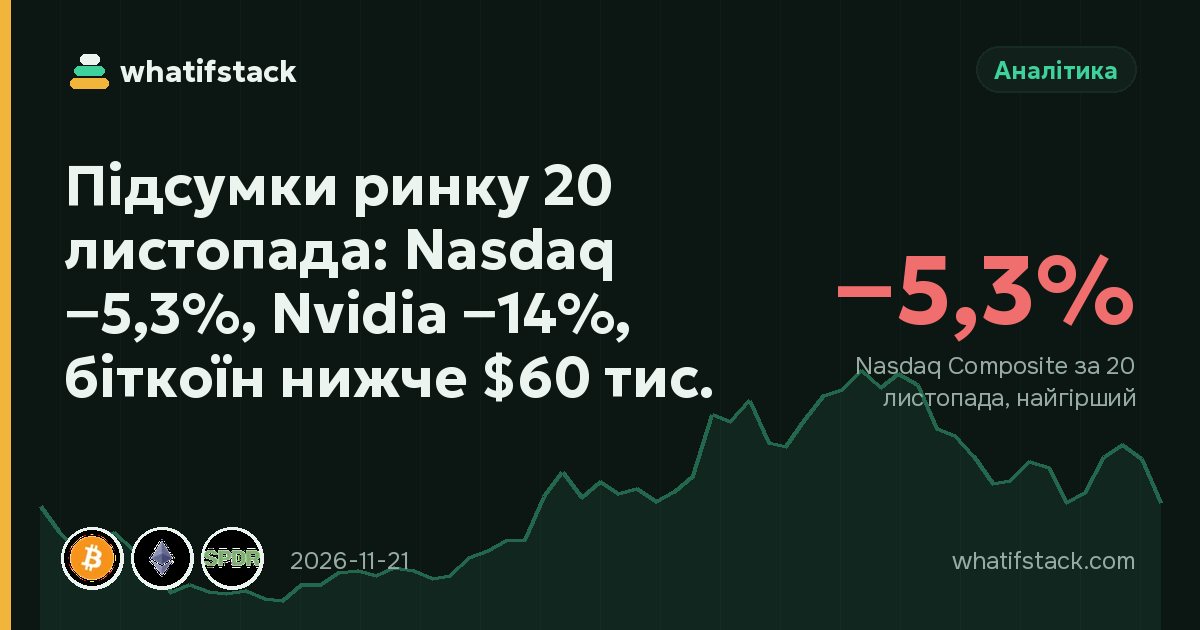 whatifstack
Аналітика
Підсумки ринку 20
листопада: Nasdaq
−5,3%, Nvidia −14%,
біткоїн нижче $60 тис.
−5,3%
Nasdaq Composite за 20
листопада, найгірший
SPDR
2026-11-21
whatifstack.com